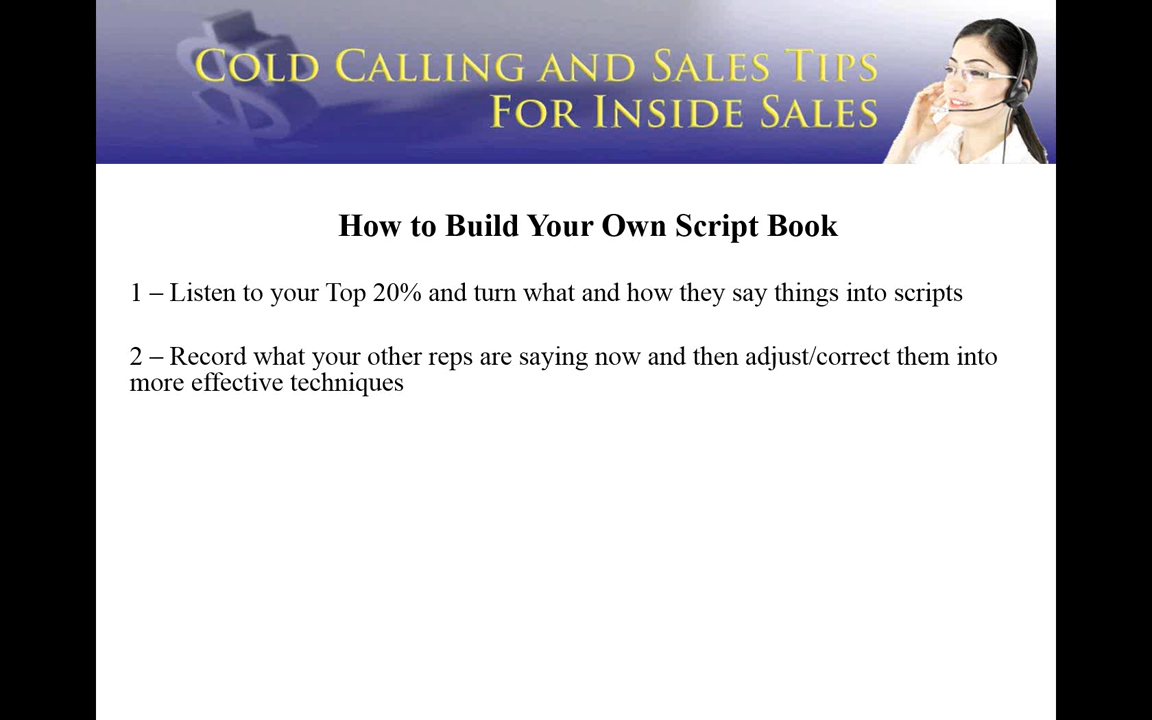 COLD CALLING AND SALES TIPS
FOR INSIDE SALES
How to Build Your Own Script Book
1 – Listen to your Top 20% and turn what and how they say things into scripts
2 – Record what your other reps are saying now and then adjust/correct them into
more effective techniques